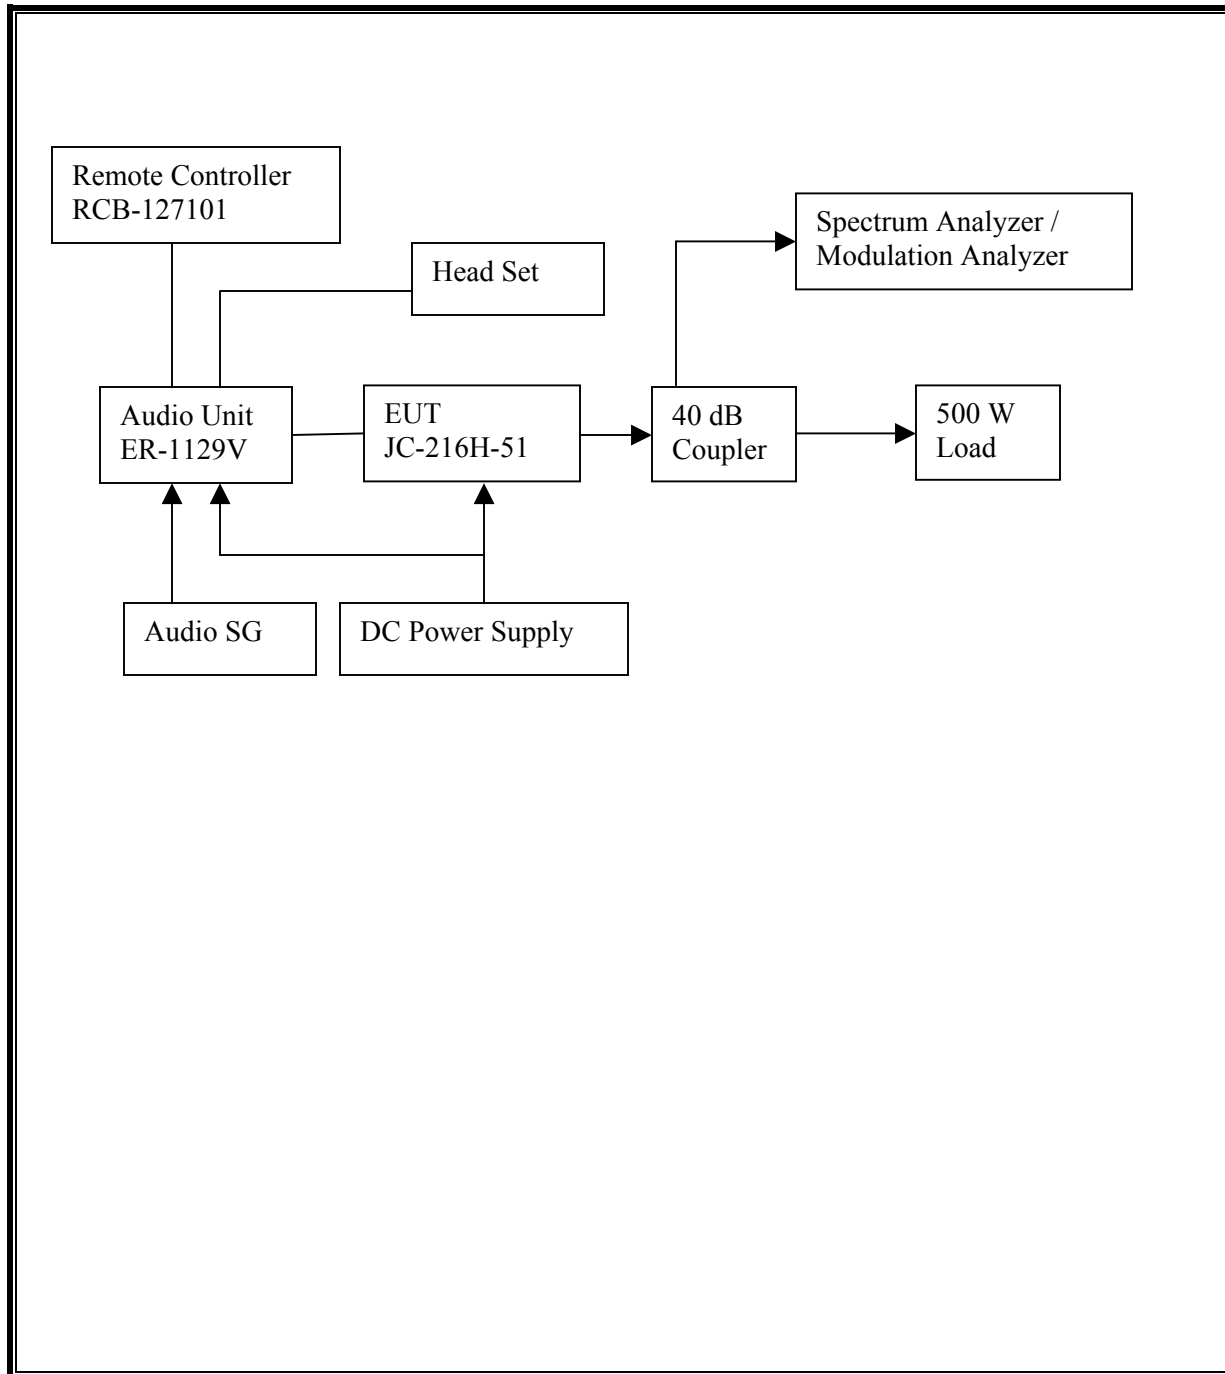 Remote Controller
RCB-127101
Spectrum Analyzer /
Modulation Analyzer
Head Set
Audio Unit
ER-1129V
EUT
JC-216H-51
40 dB
Coupler
500 W
Load
Audio SG
DC Power Supply